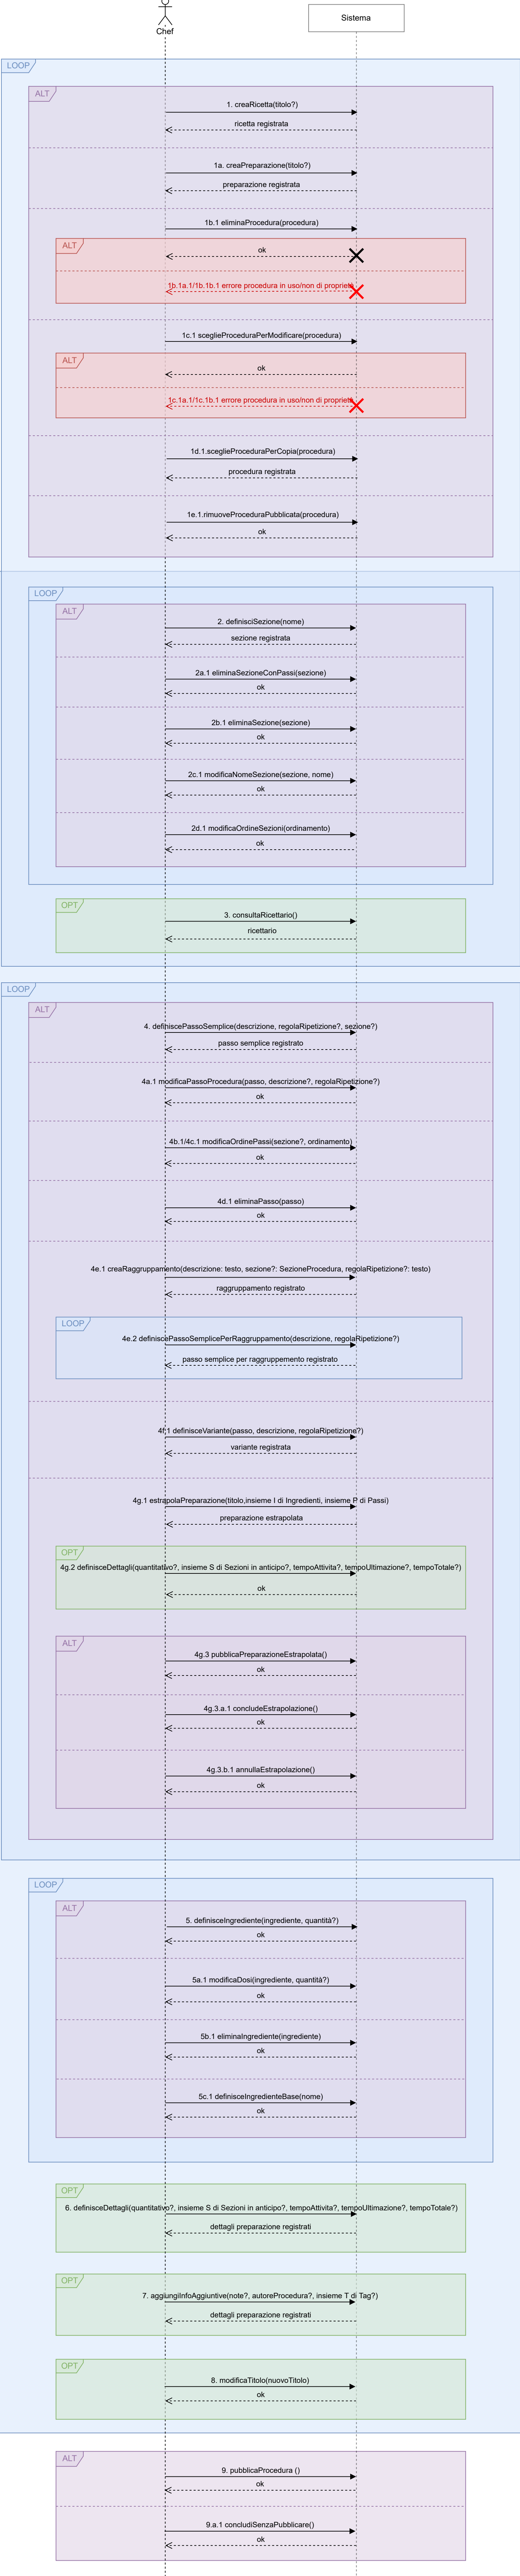 Chef
Sistema
LOOP
ALT
1. creaRicetta(titolo?)
ricetta registrata
1a. creaPreparazione(titolo?)
preparazione registrata
1b.1 eliminaProcedura(procedura)
ALT
ok
1b.1a.1/1b.1b.1 errore procedura in uso/non di proprietà
1c.1 sceglieProceduraPerModificare(procedura)
ALT
ok
1c.1a.1/1c.1b.1 errore procedura in uso/non di proprietà
1d.1.sceglieProceduraPerCopia(procedura)
procedura registrata
1e.1.rimuoveProceduraPubblicata(procedura)
ok
LOOP
ALT
2. definisciSezione(nome)
sezione registrata
2a.1 eliminaSezioneConPassi(sezione)
ok
2b.1 eliminaSezione(sezione)
ok
2c.1 modificaNomeSezione(sezione, nome)
ok
2d.1 modificaOrdineSezioni(ordinamento)
ok
OPT
3. consultaRicettario()
ricettario
LOOP
ALT
4. definiscePassoSemplice(descrizione, regolaRipetizione?, sezione?)
passo semplice registrato
4a.1 modificaPassoProcedura(passo, descrizione?, regolaRipetizione?)
ok
4b.1/4c.1 modificaOrdinePassi(sezione?, ordinamento)
ok
4d.1 eliminaPasso(passo)
ok
4e.1 creaRaggruppamento(descrizione: testo, sezione?: SezioneProcedura, regolaRipetizione?: testo)
raggruppamento registrato
LOOP
4e.2 definiscePassoSemplicePerRaggruppamento(descrizione, regolaRipetizione?)
passo semplice per raggruppemento registrato
4f.1 definisceVariante(passo, descrizione, regolaRipetizione?)
variante registrata
4g.1 estrapolaPreparazione(titolo,insieme I di Ingredienti, insieme P di Passi)
preparazione estrapolata
OPT
4g.2 definisceDettagli(quantitativo?, insieme S di Sezioni in anticipo?, tempoAttivita?, tempoUltimazione?, tempoTotale?)
ok
ALT
4g.3 pubblicaPreparazioneEstrapolata()
ok
4g.3.a.1 concludeEstrapolazione()
ok
4g.3.b.1 annullaEstrapolazione()
ok
LOOP
ALT
5. definisceIngrediente(ingrediente, quantità?)
ok
5a.1 modificaDosi(ingrediente, quantità?)
ok
5b.1 eliminaIngrediente(ingrediente)
ok
5c.1 definisceIngredienteBase(nome)
ok
OPT
6. definisceDettagli(quantitativo?, insieme S di Sezioni in anticipo?, tempoAttivita?, tempoUltimazione?, tempoTotale?)
dettagli preparazione registrati
OPT
7. aggiungiInfoAggiuntive(note?, autoreProcedura?, insieme T di Tag?)
dettagli preparazione registrati
OPT
8. modificaTitolo(nuovoTitolo)
ok
ALT
9. pubblicaProcedura ()
ok
9.a.1 concludiSenzaPubblicare()
ok